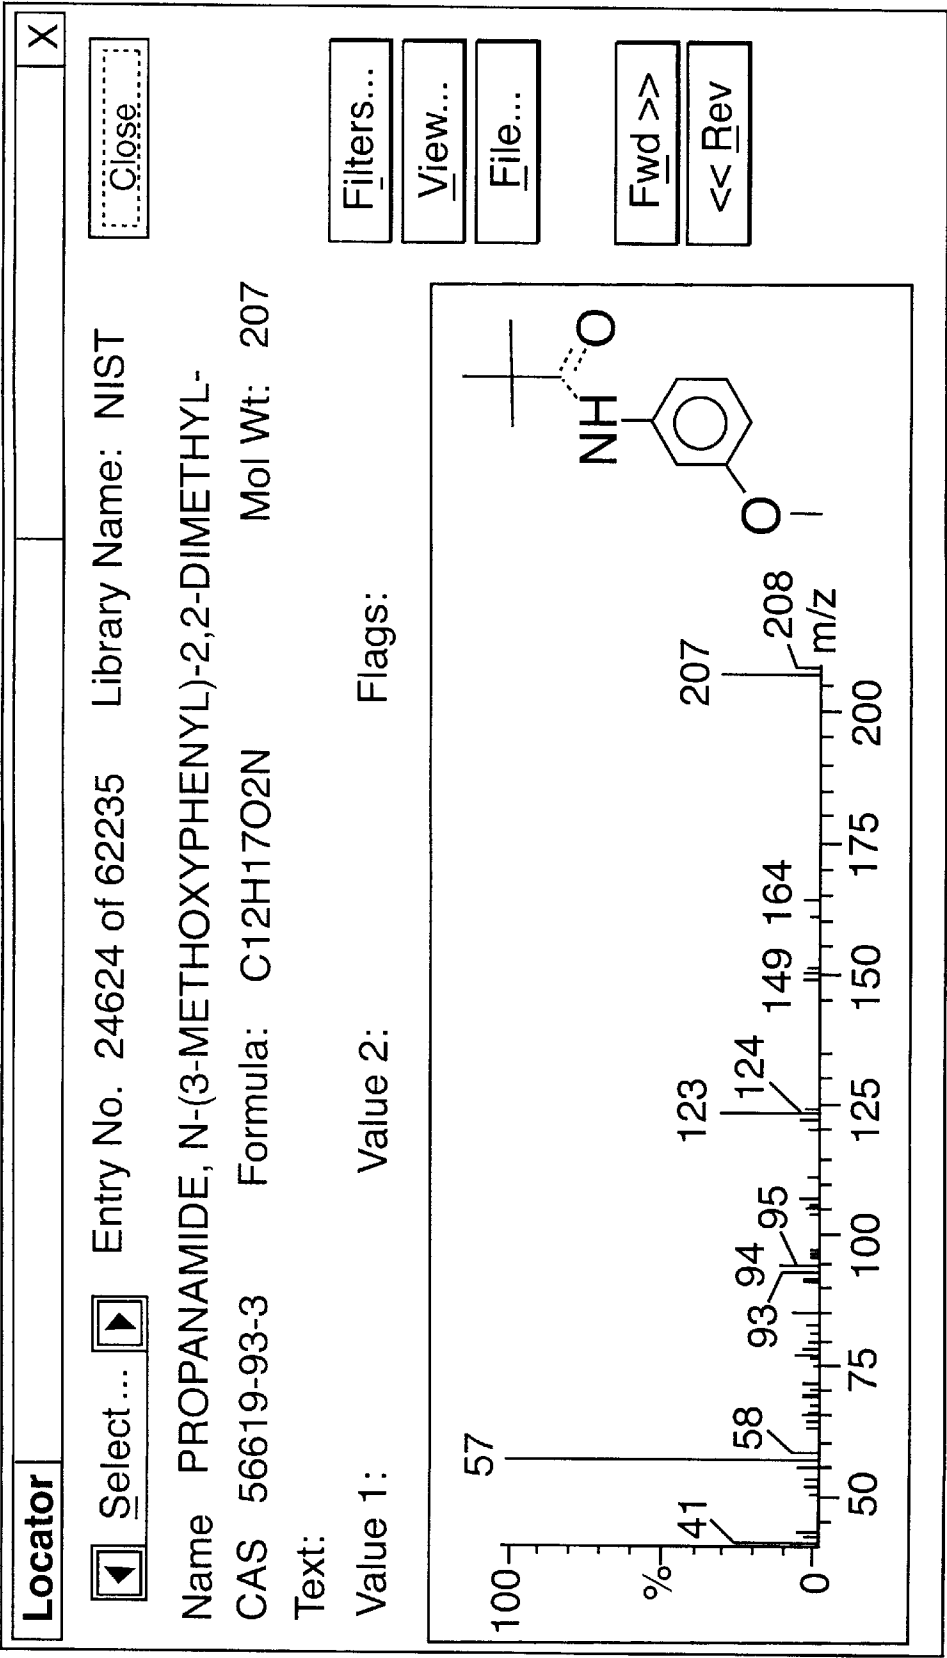 Locator X
Select... Entry No. 24624 of 62235 Library Name: NIST Close
Name PROPANAMIDE, N-(3-METHOXYPHENYL)-2,2-DIMETHYL-
CAS 56619-93-3 Formula: C12H17O2N Mol Wt: 207
Text:
Value 1: Value 2: Flags:
Filters...
View...
File...
Fwd >>
<< Rev
100
%
0
41
57
58
93
94
95
123
124
149
164
207
208
m/z
50 75 100 125 150 175 200
NH
O
O